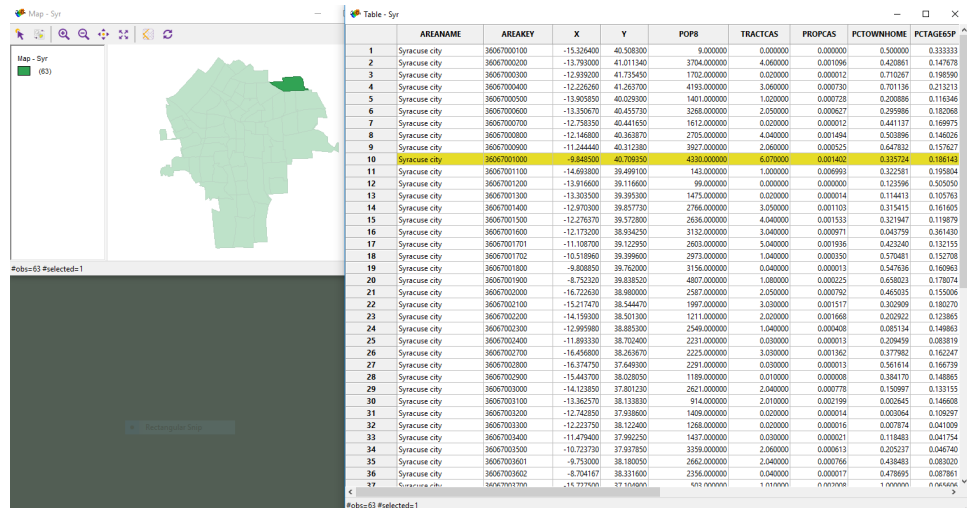 Map - Syr
Map - Syr
(63)
#obs=63 #selected=1
Rectangular Snip
Table - Syr
AREANAME AREAKEY X Y POP8 TRACTCAS PROPCAS PCTOWNHOME PCTAGE65P
1 Syracuse city 36067000100 -15.326400 40.508300 9.000000 0.000000 0.000000 0.500000 0.333333
2 Syracuse city 36067000200 -13.793000 41.011340 3704.000000 4.060000 0.001096 0.420861 0.147678
3 Syracuse city 36067000300 -12.939200 41.735450 1702.000000 0.020000 0.000012 0.710267 0.198590
4 Syracuse city 36067000400 -12.226260 41.263700 4193.000000 3.060000 0.000730 0.701136 0.213213
5 Syracuse city 36067000500 -13.905850 40.029300 1401.000000 1.020000 0.000728 0.200886 0.116346
6 Syracuse city 36067000600 -13.350670 40.455730 3268.000000 2.050000 0.000627 0.295986 0.182068
7 Syracuse city 36067000700 -12.758350 40.441650 1612.000000 0.020000 0.000012 0.441137 0.169975
8 Syracuse city 36067000800 -12.146800 40.363870 2705.000000 4.040000 0.001494 0.503896 0.146026
9 Syracuse city 36067000900 -11.244440 40.312380 3927.000000 2.060000 0.000525 0.647832 0.157627
10 Syracuse city 36067001000 -9.848500 40.709350 4330.000000 6.070000 0.001402 0.335724 0.186143
11 Syracuse city 36067001100 -14.693800 39.499100 143.000000 1.000000 0.006993 0.322581 0.195804
12 Syracuse city 36067001200 -13.916600 39.116600 99.000000 0.000000 0.000000 0.123596 0.505050
13 Syracuse city 36067001300 -13.303500 39.395300 1475.000000 0.020000 0.000014 0.114413 0.105763
14 Syracuse city 36067001400 -12.970300 39.857730 2766.000000 3.050000 0.001103 0.315415 0.161605
15 Syracuse city 36067001500 -12.276370 39.572800 2636.000000 4.040000 0.001533 0.321947 0.119879
16 Syracuse city 36067001600 -12.173200 38.934250 3132.000000 3.040000 0.000971 0.043759 0.361430
17 Syracuse city 36067001701 -11.108700 39.122950 2603.000000 5.040000 0.001936 0.423240 0.132155
18 Syracuse city 36067001702 -10.518960 39.399600 2973.000000 1.040000 0.000350 0.570481 0.152708
19 Syracuse city 36067001800 -9.808850 39.762000 3156.000000 0.040000 0.000013 0.547636 0.160963
20 Syracuse city 36067001900 -8.752320 39.838520 4807.000000 1.080000 0.000225 0.658023 0.178074
21 Syracuse city 36067002000 -16.722630 38.980000 2587.000000 2.050000 0.000792 0.465035 0.155006
22 Syracuse city 36067002100 -15.217470 38.544470 1997.000000 3.030000 0.001517 0.302909 0.180270
23 Syracuse city 36067002200 -14.159300 38.501300 1211.000000 2.020000 0.001668 0.202922 0.123865
24 Syracuse city 36067002300 -12.995980 38.885300 2549.000000 1.040000 0.000408 0.085134 0.149863
25 Syracuse city 36067002400 -11.893330 38.702400 2231.000000 0.030000 0.000013 0.209459 0.083819
26 Syracuse city 36067002700 -16.456800 38.263670 2225.000000 3.030000 0.001362 0.377982 0.162247
27 Syracuse city 36067002800 -16.374750 37.649300 2291.000000 0.030000 0.000013 0.561614 0.166739
28 Syracuse city 36067002900 -15.443700 38.028050 1189.000000 0.010000 0.000008 0.384170 0.148865
29 Syracuse city 36067003000 -14.123850 37.801230 2621.000000 2.040000 0.000778 0.150997 0.133155
30 Syracuse city 36067003100 -13.362570 38.133830 914.000000 2.010000 0.002199 0.002645 0.146608
31 Syracuse city 36067003200 -12.742850 37.938600 1409.000000 0.020000 0.000014 0.003064 0.109297
32 Syracuse city 36067003300 -12.223750 38.122400 1268.000000 0.020000 0.000016 0.007874 0.041009
33 Syracuse city 36067003400 -11.479400 37.992250 1437.000000 0.030000 0.000021 0.118483 0.041754
34 Syracuse city 36067003500 -10.723730 37.937850 3359.000000 2.060000 0.000613 0.205237 0.046740
35 Syracuse city 36067003601 -9.753000 38.180050 2662.000000 2.040000 0.000766 0.438483 0.083020
36 Syracuse city 36067003602 -8.704167 38.331600 2356.000000 0.040000 0.000017 0.478695 0.087861
37 Syracuse city 36067003700 -15.727500 37.104900 503.000000 1.010000 0.002008 1.000000 0.065606
#obs=63 #selected=1